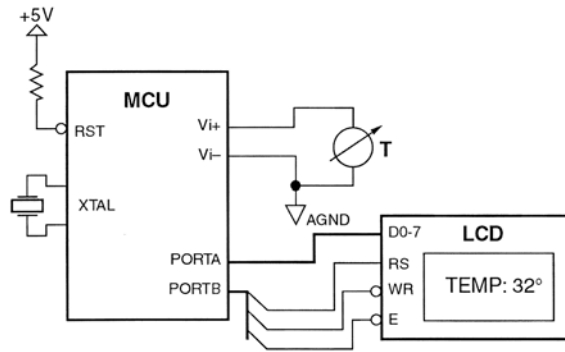 +5V
MCU
RST
XTAL
Vi+
Vi–
T
AGND
PORTA
PORTB
D0-7
LCD
RS
WR
E
TEMP: 32°